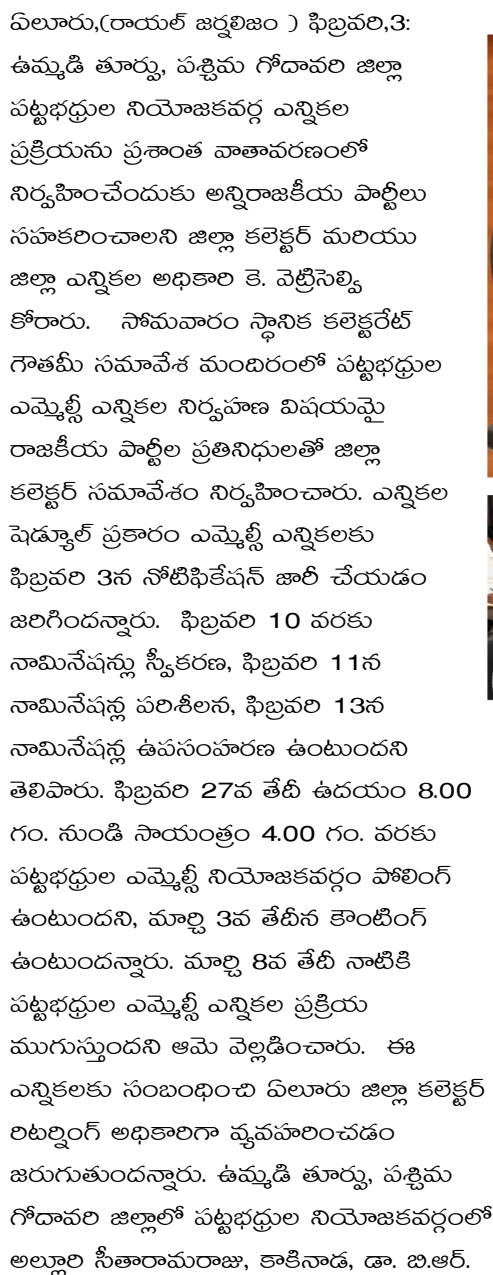 ఏలూరు,(రాయల్ జర్నలిజం ) ఫిబ్రవరి,3:
ఉమ్మడి తూర్పు, పశ్చిమ గోదావరి జిల్లా
పట్టభధ్రుల నియోజకవర్గ ఎన్నికల
ప్రక్రియను ప్రశాంత వాతావరణంలో
నిర్వహించేందుకు అన్నిరాజకీయ పార్టీలు
సహకరించాలని జిల్లా కలెక్టర్ మరియు
జిల్లా ఎన్నికల అధికారి కె. వెట్రిసెల్వి
కోరారు. సోమవారం స్థానిక కలెక్టరేట్
గౌతమీ సమావేశ మందిరంలో పట్టభధ్రుల
ఎమ్మెల్సీ ఎన్నికల నిర్వహణ విషయమై
రాజకీయ పార్టీల ప్రతినిధులతో జిల్లా
కలెక్టర్ సమావేశం నిర్వహించారు. ఎన్నికల
షెడ్యూల్ ప్రకారం ఎమ్మెల్సీ ఎన్నికలకు
ఫిబ్రవరి 3న నోటిఫికేషన్ జారీ చేయడం
జరిగిందన్నారు. ఫిబ్రవరి 10 వరకు
నామినేషన్లు స్వీకరణ, ఫిబ్రవరి 11న
నామినేషన్ల పరిశీలన, ఫిబ్రవరి 13న
నామినేషన్ల ఉపసంహరణ ఉంటుందని
తెలిపారు. ఫిబ్రవరి 27వ తేదీ ఉదయం 8.00
గం. నుండి సాయంత్రం 4.00 గం. వరకు
పట్టభధ్రుల ఎమ్మెల్సీ నియోజకవర్గం పోలింగ్
ఉంటుందని, మార్చి 3వ తేదీన కౌంటింగ్
ఉంటుందన్నారు. మార్చి 8వ తేదీ నాటికి
పట్టభధ్రుల ఎమ్మెల్సీ ఎన్నికల ప్రక్రియ
ముగుస్తుందని ఆమె వెల్లడించారు. ఈ
ఎన్నికలకు సంబంధించి ఏలూరు జిల్లా కలెక్టర్
రిటర్నింగ్ అధికారిగా వ్యవహరించడం
జరుగుతుందన్నారు. ఉమ్మడి తూర్పు, పశ్చిమ
గోదావరి జిల్లాలో పట్టభధ్రుల నియోజకవర్గంలో
అల్లూరి సీతారామరాజు, కాకినాడ, డా. బి.ఆర్.